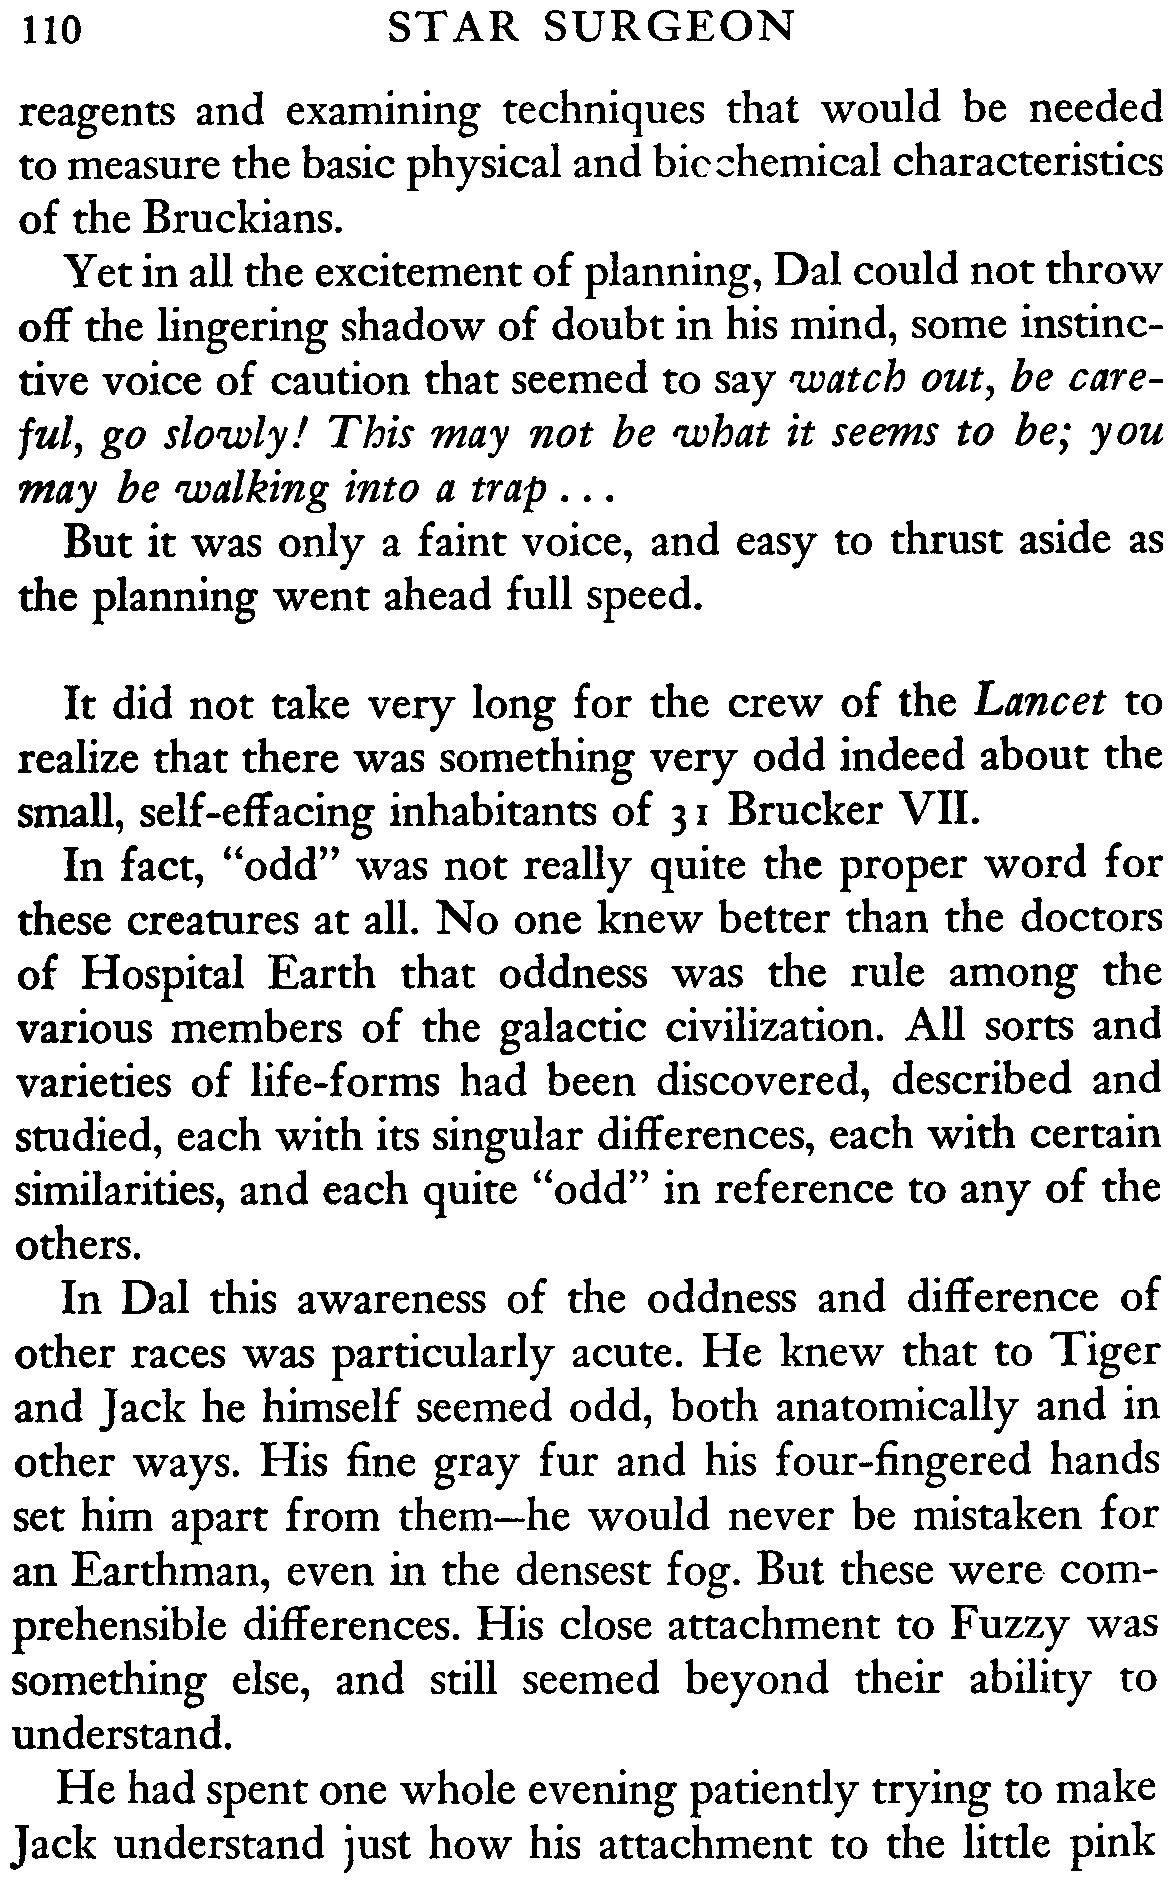 110 STAR SURGEON
reagents and examining techniques that would be needed
to measure the basic physical and biochemical characteristics
of the Bruckians.
Yet in all the excitement of planning, Dal could not throw
off the lingering shadow of doubt in his mind, some instinc-
tive voice of caution that seemed to say watch out, be care-
ful, go slowly! This may not be what it seems to be; you
may be walking into a trap . . .
But it was only a faint voice, and easy to thrust aside as
the planning went ahead full speed.
It did not take very long for the crew of the Lancet to
realize that there was something very odd indeed about the
small, self-effacing inhabitants of 31 Brucker VII.
In fact, “odd” was not really quite the proper word for
these creatures at all. No one knew better than the doctors
of Hospital Earth that oddness was the rule among the
various members of the galactic civilization. All sorts and
varieties of life-forms had been discovered, described and
studied, each with its singular differences, each with certain
similarities, and each quite “odd” in reference to any of the
others.
In Dal this awareness of the oddness and difference of
other races was particularly acute. He knew that to Tiger
and Jack he himself seemed odd, both anatomically and in
other ways. His fine gray fur and his four-fingered hands
set him apart from them—he would never be mistaken for
an Earthman, even in the densest fog. But these were com-
prehensible differences. His close attachment to Fuzzy was
something else, and still seemed beyond their ability to
understand.
He had spent one whole evening patiently trying to make
Jack understand just how his attachment to the little pink